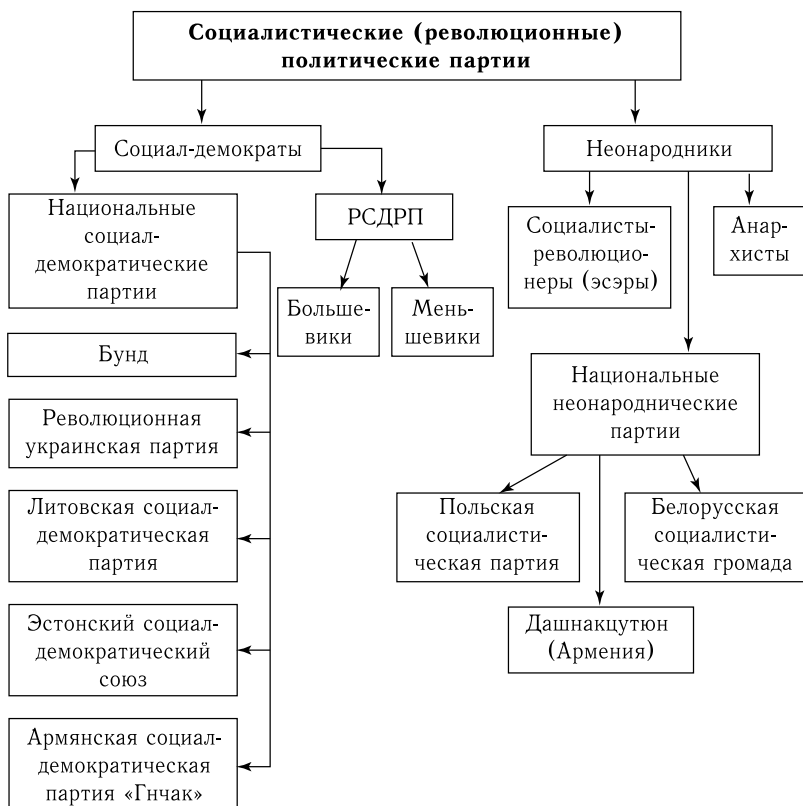 Социалистические (революционные)
политические партии
Социал-демократы
Неонародники
Национальные
социал-
демократические
партии
РСДРП
Социалисты-
революцио-
неры (эсэры)
Анар-
хисты
Больше-
вики
Мень-
шевики
Бунд
Национальные
неонароднические
партии
Революционная
украинская партия
Литовская социал-
демократическая
партия
Польская
социалисти-
ческая партия
Белорусская
социалисти-
ческая громада
Эстонский социал-
демократический
союз
Дашнакцутюн
(Армения)
Армянская социал-
демократическая
партия «Гнчак»